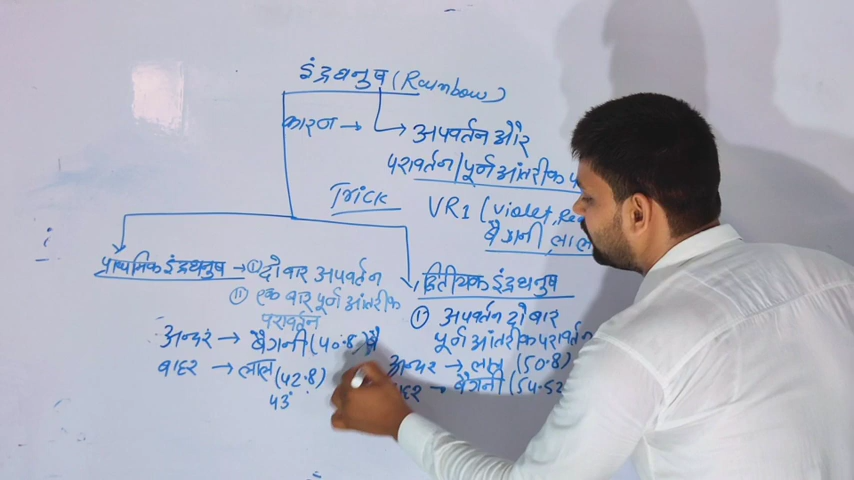 इंद्रधनुष (Rainbow)
कारण → अपवर्तन और
परावर्तन / पूर्ण आंतरीक
Trick
VR1 (Violet, Re
बैगनी, लाल
प्राथमिक इंद्रधनुष → (i) दो बार अपवर्तन
(ii) एक बार पूर्ण आंतरीक
परावर्तन
अन्दर → बैगनी (40.8)
बाहर → लाल (42.8)
43
द्वितीयक इंद्रधनुष
(i) अपवर्तन दो बार
पूर्ण आंतरीक परावर्तन
अन्दर → लाल (50.8)
→ बैगनी (54.52